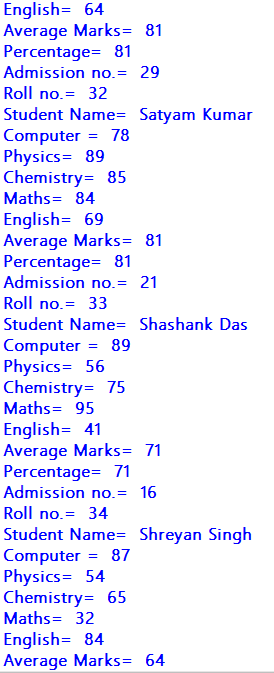 English=  64
Average Marks=  81
Percentage=  81
Admission no.=  29
Roll no.=  32
Student Name=  Satyam Kumar
Computer =  78
Physics=  89
Chemistry=  85
Maths=  84
English=  69
Average Marks=  81
Percentage=  81
Admission no.=  21
Roll no.=  33
Student Name=  Shashank Das
Computer =  89
Physics=  56
Chemistry=  75
Maths=  95
English=  41
Average Marks=  71
Percentage=  71
Admission no.=  16
Roll no.=  34
Student Name=  Shreyan Singh
Computer =  87
Physics=  54
Chemistry=  65
Maths=  32
English=  84
Average Marks=  64